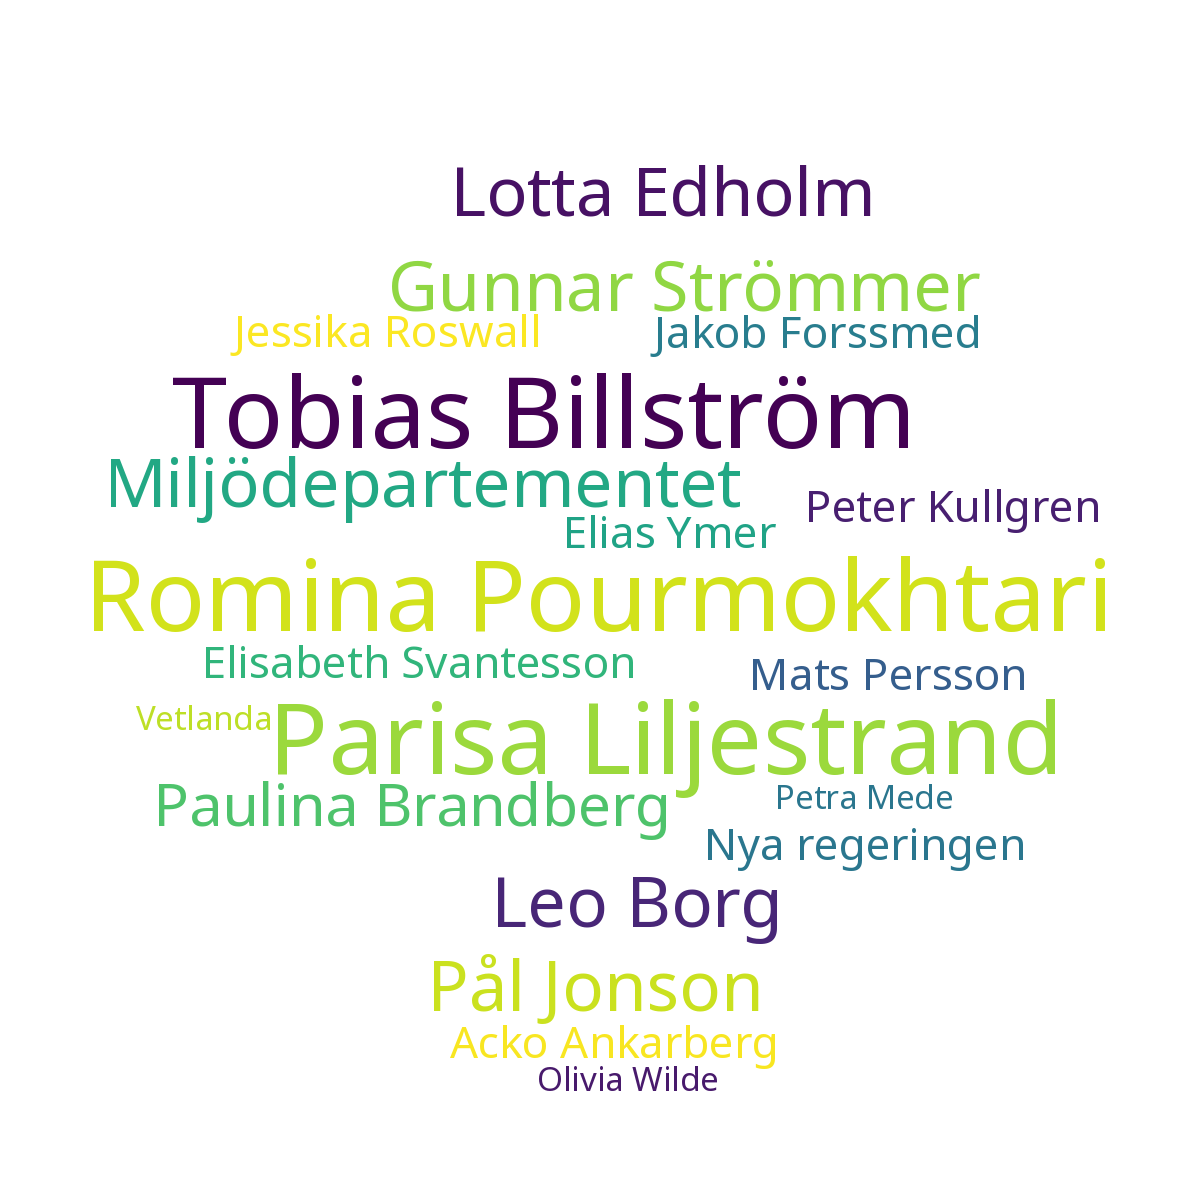 Lotta Edholm
Gunnar Strömmer
Jessika Roswall
Jakob Forssmed
Tobias Billström
Miljödepartementet
Peter Kullgren
Elias Ymer
Romina Pourmokhtari
Elisabeth Svantesson
Mats Persson
Vetlanda
Parisa Liljestrand
Paulina Brandberg
Petra Mede
Nya regeringen
Leo Borg
Pål Jonson
Acko Ankarberg
Olivia Wilde